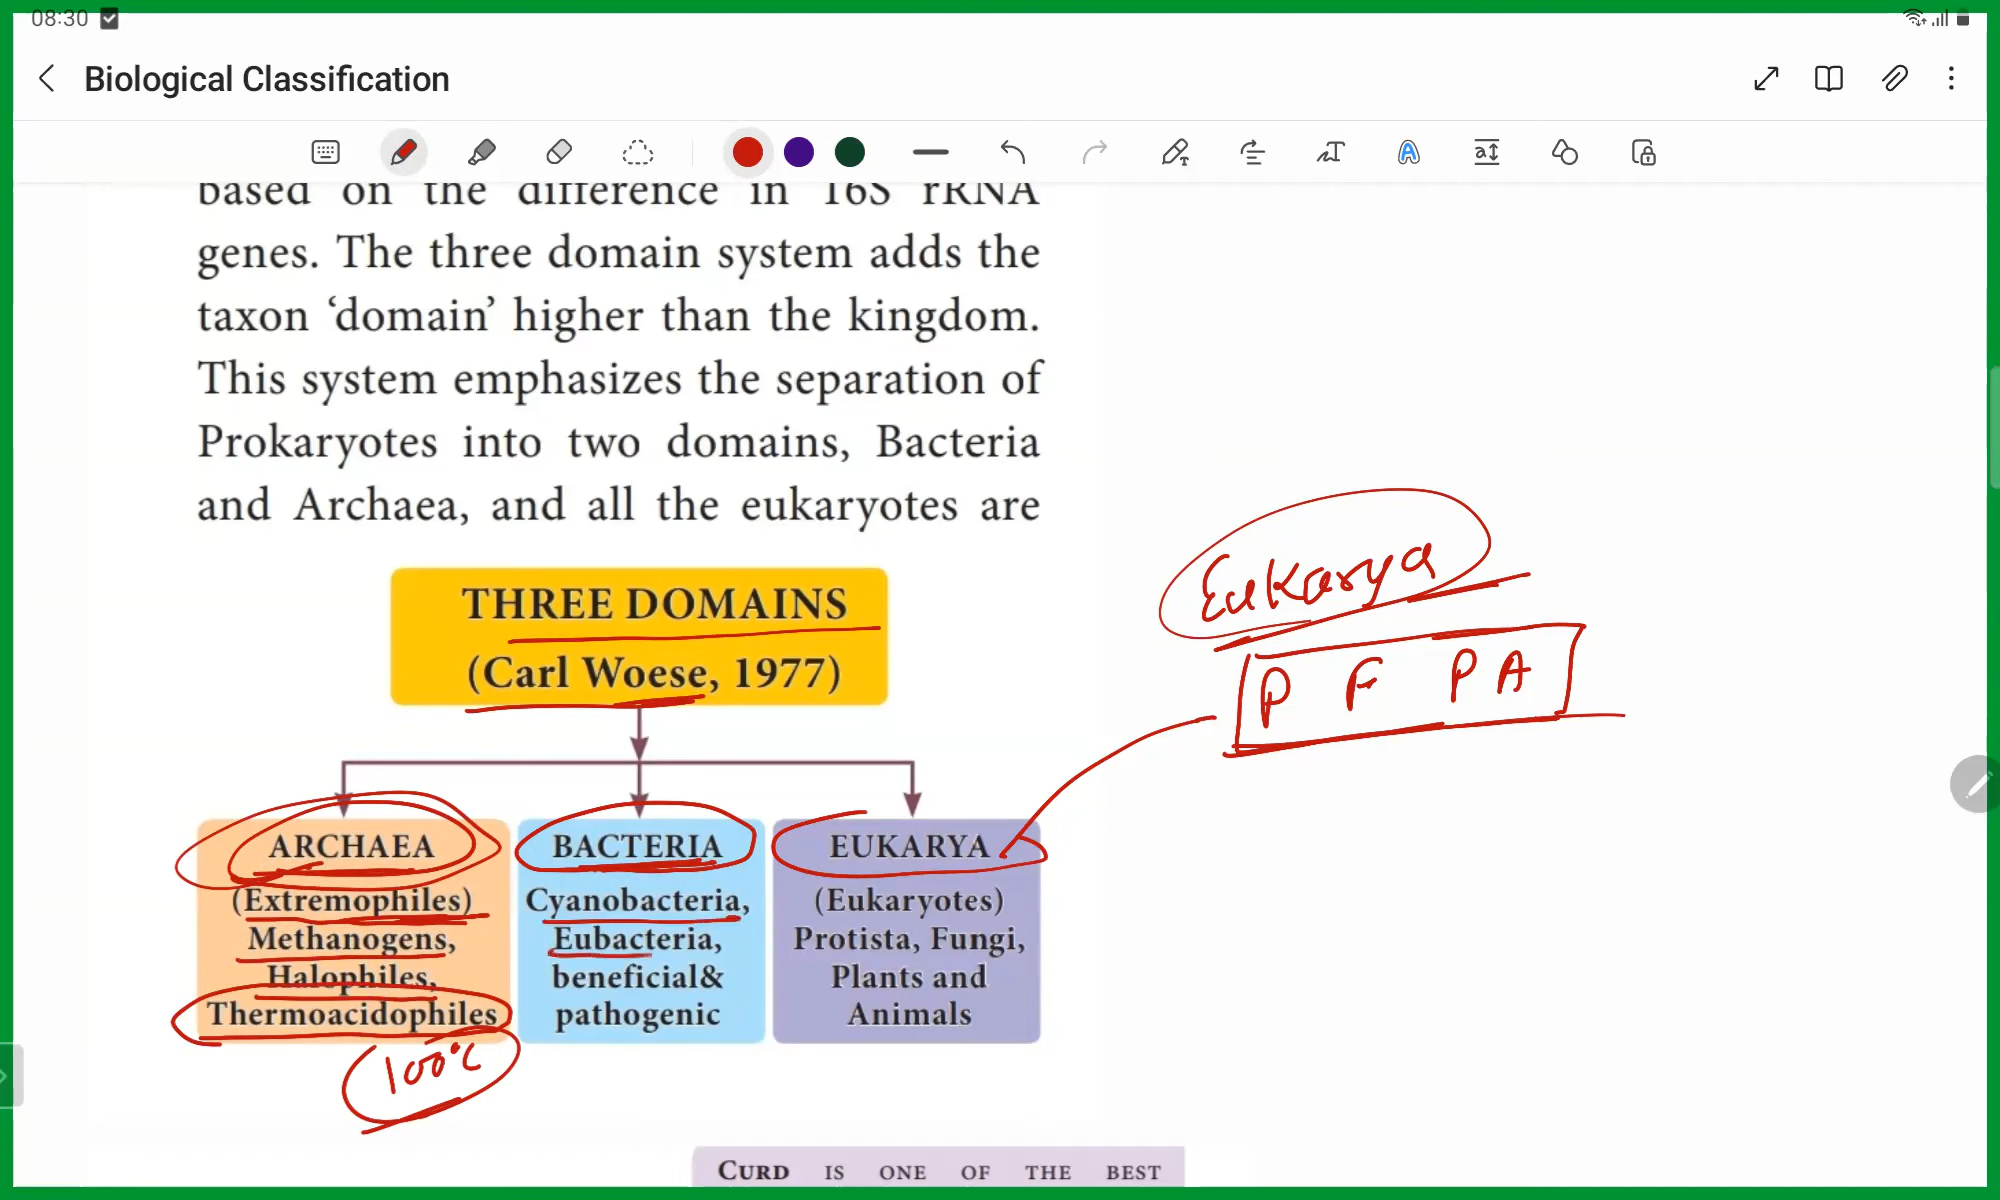 08:30
Biological Classification
based on the difference in 16S rRNA
genes. The three domain system adds the
taxon ‘domain’ higher than the kingdom.
This system emphasizes the separation of
Prokaryotes into two domains, Bacteria
and Archaea, and all the eukaryotes are
THREE DOMAINS
(Carl Woese, 1977)
ARCHAEA
(Extremophiles)
Methanogens,
Halophiles,
Thermoacidophiles
100°C
BACTERIA
Cyanobacteria,
Eubacteria,
beneficial&
pathogenic
EUKARYA
(Eukaryotes)
Protista, Fungi,
Plants and
Animals
Eukarya
P F P A
CURD IS ONE OF THE BEST